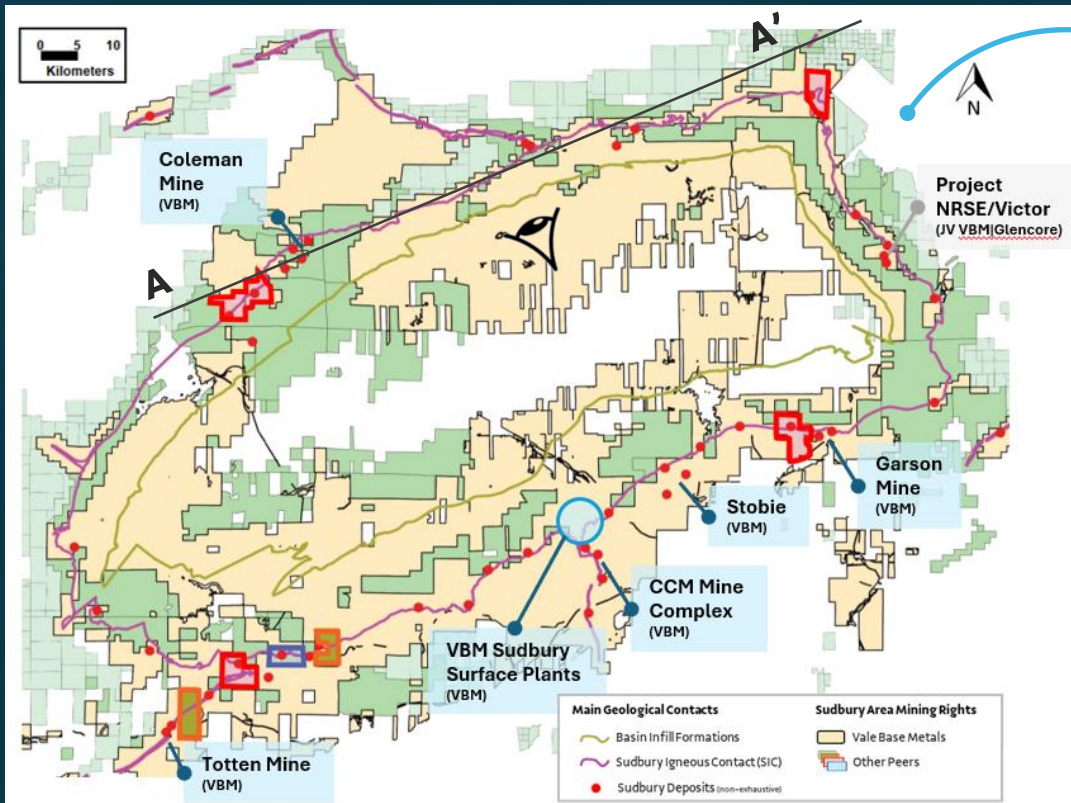 0 5 10
Kilometers
A'
N
Coleman
Mine
(VBM)
Project
NRSE/Victor
(JV VBM|Glencore)
A
Garson
Mine
(VBM)
Stobie
(VBM)
CCM Mine
Complex
(VBM)
VBM Sudbury
Surface Plants
(VBM)
Totten Mine
(VBM)
Main Geological Contacts
Basin Infill Formations
Sudbury Igneous Contact (SIC)
Sudbury Deposits (non-exhaustive)
Sudbury Area Mining Rights
Vale Base Metals
Other Peers